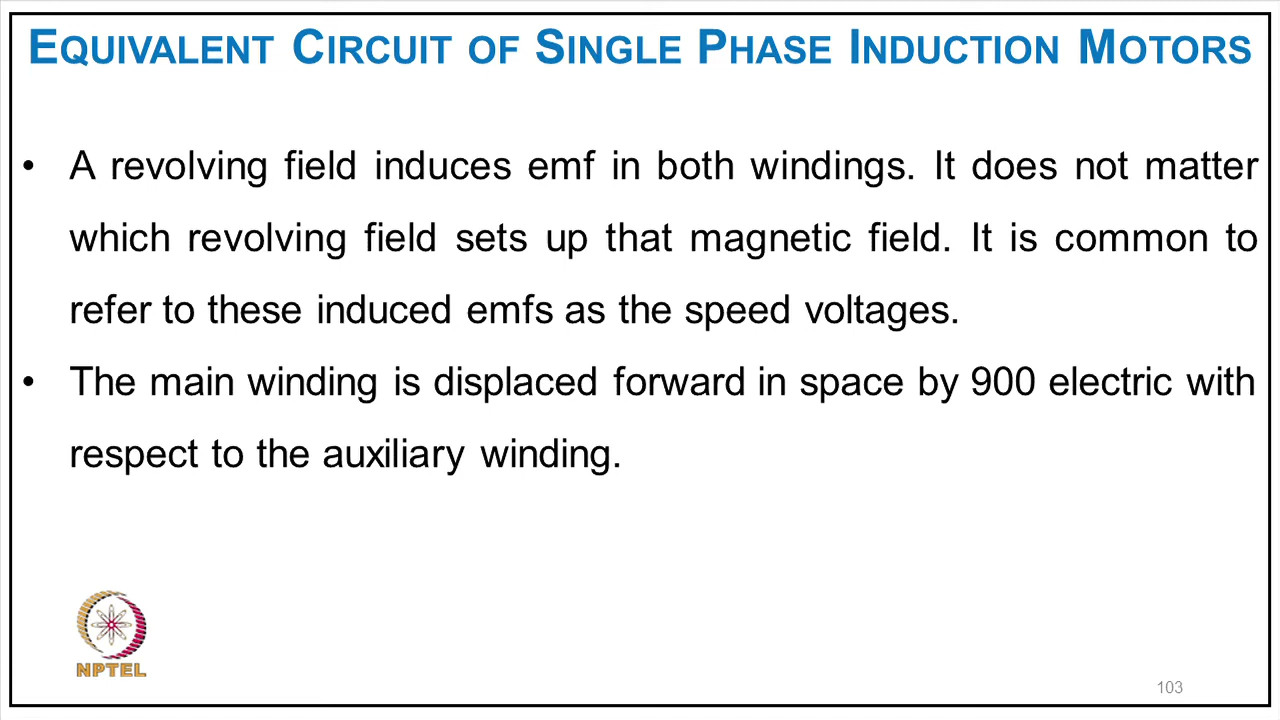 EQUIVALENT CIRCUIT OF SINGLE PHASE INDUCTION MOTORS
• A revolving field induces emf in both windings. It does not matter
which revolving field sets up that magnetic field. It is common to
refer to these induced emfs as the speed voltages.
• The main winding is displaced forward in space by 900 electric with
respect to the auxiliary winding.
NPTEL
103